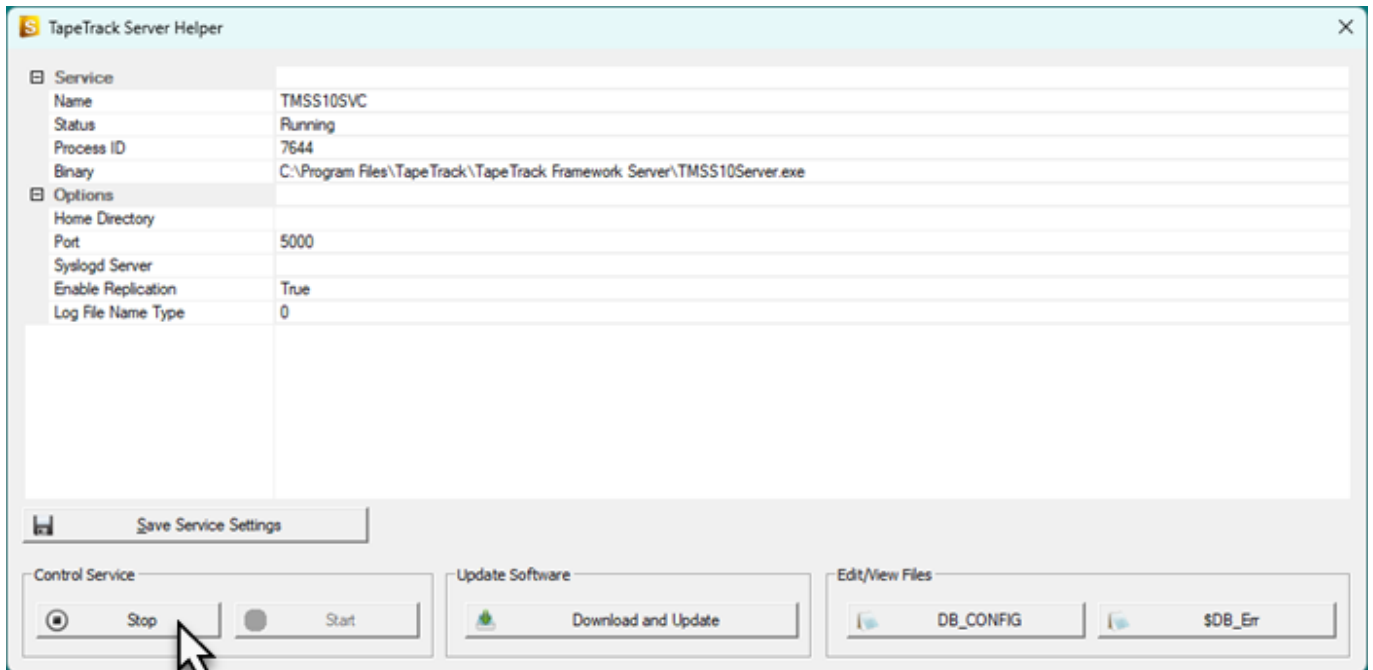 TapeTrack Server Helper
Service
Name TMSS10SVC
Status Running
Process ID 7644
Binary C:\Program Files\TapeTrack\TapeTrack Framework Server\TMSS10Server.exe
Options
Home Directory
Port 5000
Syslogd Server
Enable Replication True
Log File Name Type 0
Save Service Settings
Control Service Update Software Edit/View Files
Stop Start Download and Update DB_CONFIG $DB_Err